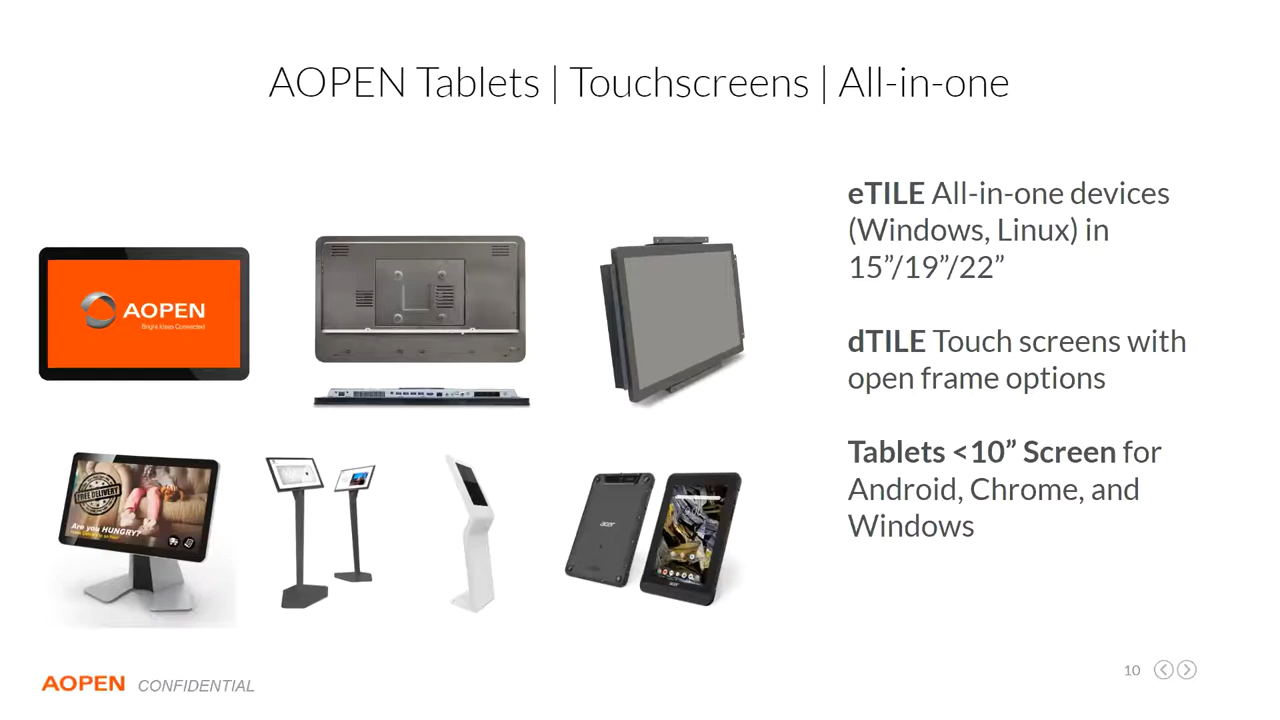 AOPEN Tablets | Touchscreens | All-in-one
eTILE All-in-one devices
(Windows, Linux) in
15”/19”/22”
dTILE Touch screens with
open frame options
Tablets <10” Screen for
Android, Chrome, and
Windows
AOPEN
Bright Ideas Connected
FREE DELIVERY
Are you HUNGRY?
acer
acer
AOPEN CONFIDENTIAL
10